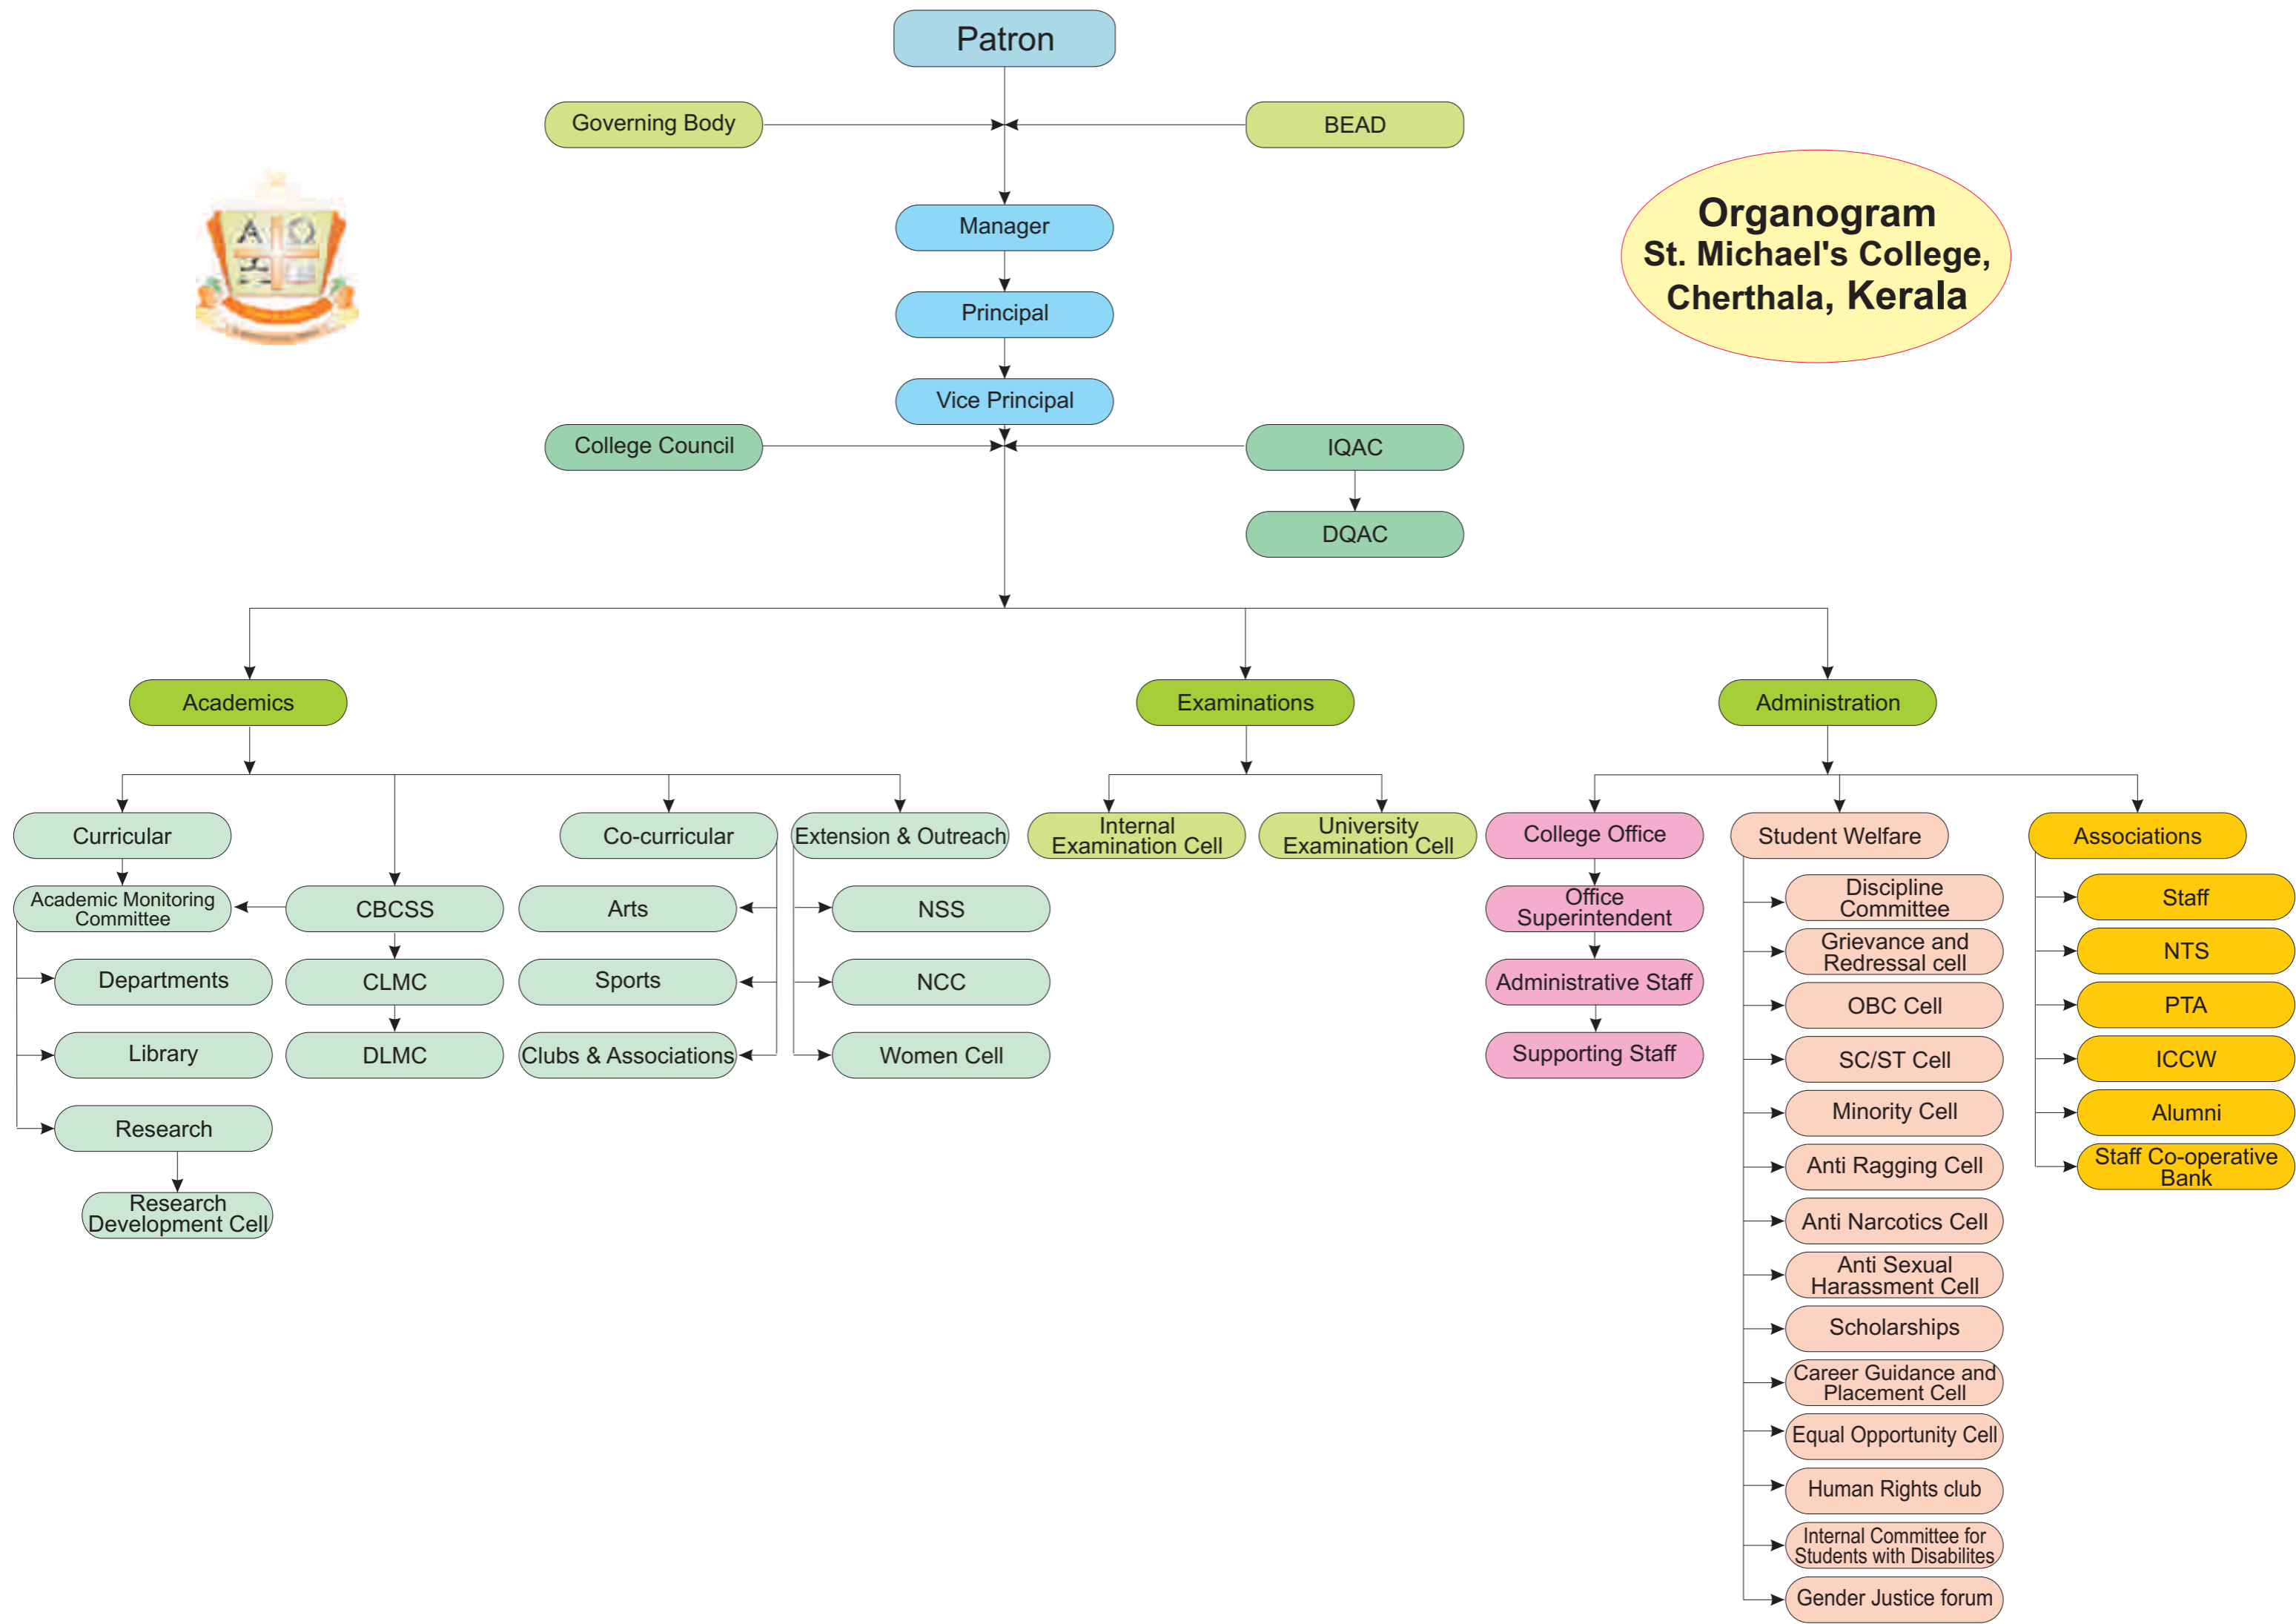 Patron
Governing Body
BEAD
Organogram
St. Michael's College,
Cherthala, Kerala
Manager
Principal
Vice Principal
College Council
IQAC
DQAC
Academics
Examinations
Administration
Curricular
Co-curricular
Extension & Outreach
Internal
Examination Cell
University
Examination Cell
College Office
Student Welfare
Associations
Academic Monitoring
Committee
CBCSS
Arts
NSS
Office
Superintendent
Discipline
Committee
Staff
Grievance and
Redressal cell
NTS
Departments
CLMC
Sports
NCC
Administrative Staff
OBC Cell
PTA
Library
DLMC
Clubs & Associations
Women Cell
Supporting Staff
SC/ST Cell
ICCW
Research
Minority Cell
Alumni
Anti Ragging Cell
Staff Co-operative
Bank
Research
Development Cell
Anti Narcotics Cell
Anti Sexual
Harassment Cell
Scholarships
Career Guidance and
Placement Cell
Equal Opportunity Cell
Human Rights club
Internal Committee for
Students with Disabilites
Gender Justice forum